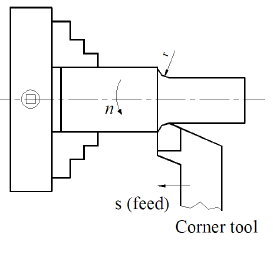 r
n
s (feed)
Corner tool